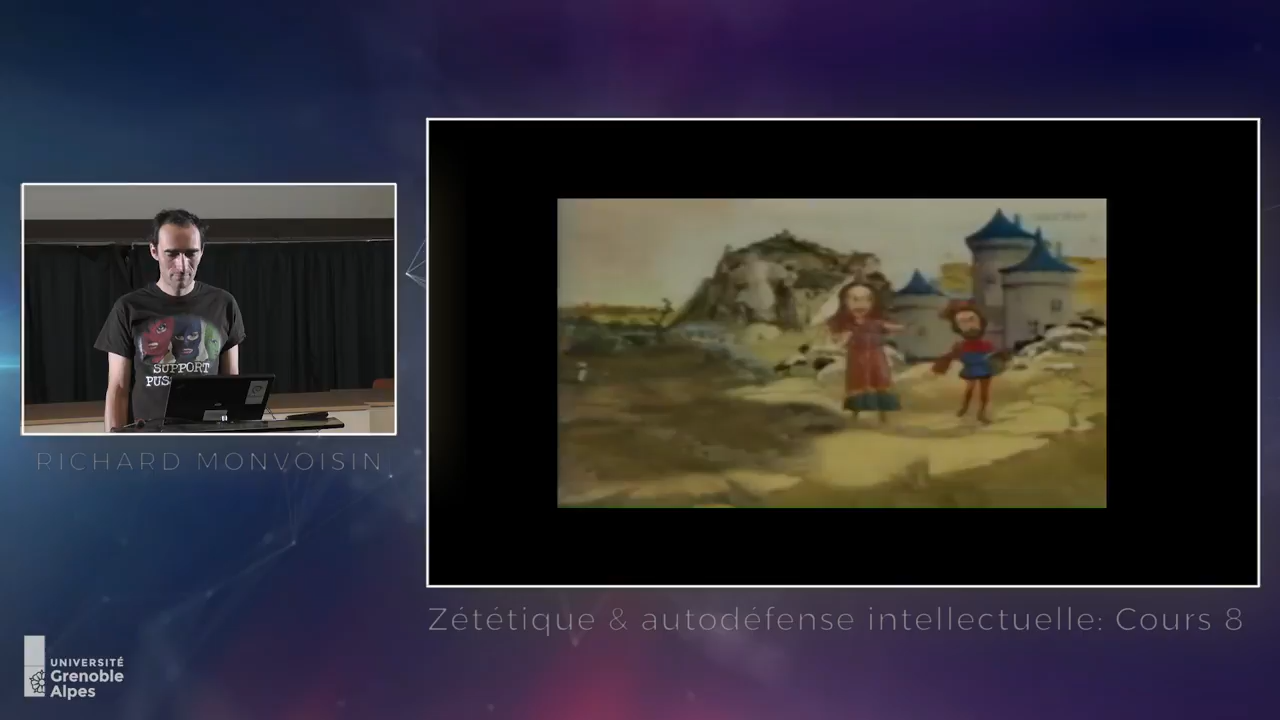 SUPPORT
PUS
RICHARD MONVOISIN
Zététique & autodéfense intellectuelle: Cours 8
UNIVERSITÉ
Grenoble
Alpes